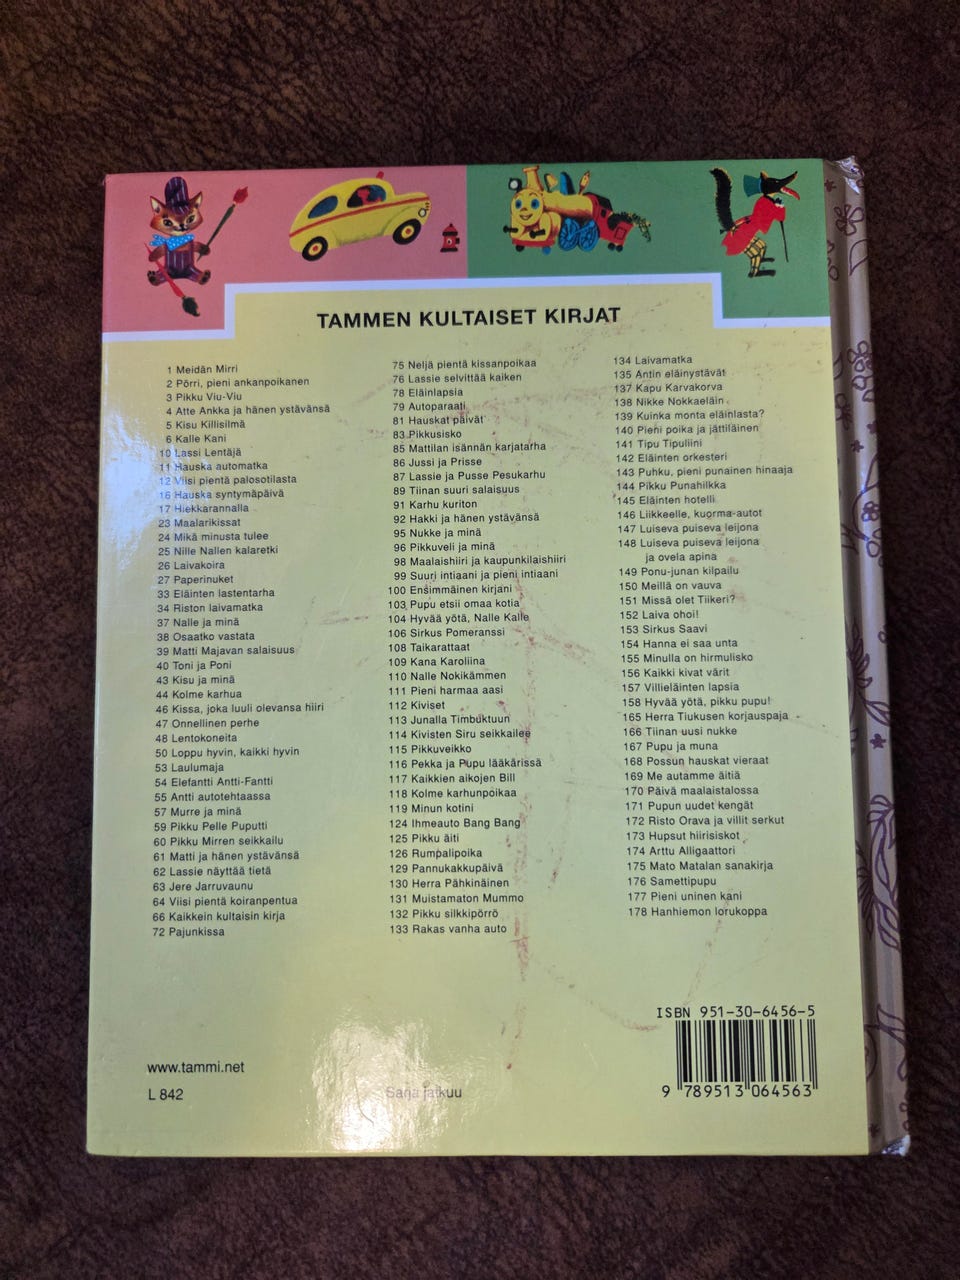 TAMMEN KULTAISET KIRJAT
1 Meidän Mirri
2 Pörri, pieni ankanpoikanen
3 Pikku Viu-Viu
4 Atte Ankka ja hänen ystävänsä
5 Kisu Killisilmä
6 Kalle Kani
10 Lassi Lentäjä
11 Hauska automatka
12 Viisi pientä palosotilasta
16 Hauska syntymäpäivä
17 Hiekkarannalla
23 Maalarikissat
24 Mikä minusta tulee
25 Nille Nallen kalaretki
26 Laivakoira
27 Paperinuket
33 Eläinten lastentarha
34 Riston laivamatka
37 Nalle ja minä
38 Osaatko vastata
39 Matti Majavan salaisuus
40 Toni ja Poni
43 Kisu ja minä
44 Kolme karhua
46 Kissa, joka luuli olevansa hiiri
47 Onnellinen perhe
48 Lentokoneita
50 Loppu hyvin, kaikki hyvin
53 Laulumaja
54 Elefantti Antti-Fantti
55 Antti autotehtaassa
57 Murre ja minä
59 Pikku Pelle Puputti
60 Pikku Mirren seikkailu
61 Matti ja hänen ystävänsä
62 Lassie näyttää tietä
63 Jere Jarruvaunu
64 Viisi pientä koiranpentua
66 Kaikkein kultaisin kirja
72 Pajunkissa
75 Neljä pientä kissanpoikaa
76 Lassie selvittää kaiken
78 Eläinlapsia
79 Autoparaati
81 Hauskat päivät
83 Pikkusisko
85 Mattilan isännän karjatarha
86 Jussi ja Prisse
87 Lassie ja Pusse Pesukarhu
89 Tiinan suuri salaisuus
91 Karhu kuriton
92 Hakki ja hänen ystävänsä
95 Nukke ja minä
96 Pikkuveli ja minä
98 Maalaishiiri ja kaupunkilaishiiri
99 Suuri intiaani ja pieni intiaani
100 Ensimmäinen kirjani
103 Pupu etsii omaa kotia
104 Hyvää yötä, Nalle Kalle
106 Sirkus Pomeranssi
108 Taikarattaat
109 Kana Karoliina
110 Nalle Nokikämmen
111 Pieni harmaa aasi
112 Kiviset
113 Junalla Timbuktuun
114 Kivisten Siru seikkailee
115 Pikkuveikko
116 Pekka ja Pupu lääkärissä
117 Kaikkien aikojen Bill
118 Kolme karhunpoikaa
119 Minun kotini
124 Ihmeauto Bang Bang
125 Pikku äiti
126 Rumpalipoika
129 Pannukakkupäivä
130 Herra Pähkinäinen
131 Muistamaton Mummo
132 Pikku silkkipörrö
133 Rakas vanha auto
134 Laivamatka
135 Antin eläinystävät
137 Kapu Karvakorva
138 Nikke Nokkaeläin
139 Kuinka monta eläinlasta?
140 Pieni poika ja jättiläinen
141 Tipu Tipuliini
142 Eläinten orkesteri
143 Puhku, pieni punainen hinaaja
144 Pikku Punahilkka
145 Eläinten hotelli
146 Liikkeelle, kuorma-autot
147 Luiseva puiseva leijona
148 Luiseva puiseva leijona
ja ovela apina
149 Ponu-junan kilpailu
150 Meillä on vauva
151 Missä olet Tiikeri?
152 Laiva ohoi!
153 Sirkus Saavi
154 Hanna ei saa unta
155 Minulla on hirmulisko
156 Kaikki kivat värit
157 Villieläinten lapsia
158 Hyvää yötä, pikku pupu!
165 Herra Tiukusen korjauspaja
166 Tiinan uusi nukke
167 Pupu ja muna
168 Possun hauskat vieraat
169 Me autamme äitiä
170 Päivä maalaistalossa
171 Pupun uudet kengät
172 Risto Orava ja villit serkut
173 Hupsut hiirisiskot
174 Arttu Alligaattori
175 Mato Matalan sanakirja
176 Samettipupu
177 Pieni uninen kani
178 Hanhiemon lorukoppa
ISBN 951-30-6456-5
9 789513 064563
www.tammi.net
L 842
Sarja jatkuu